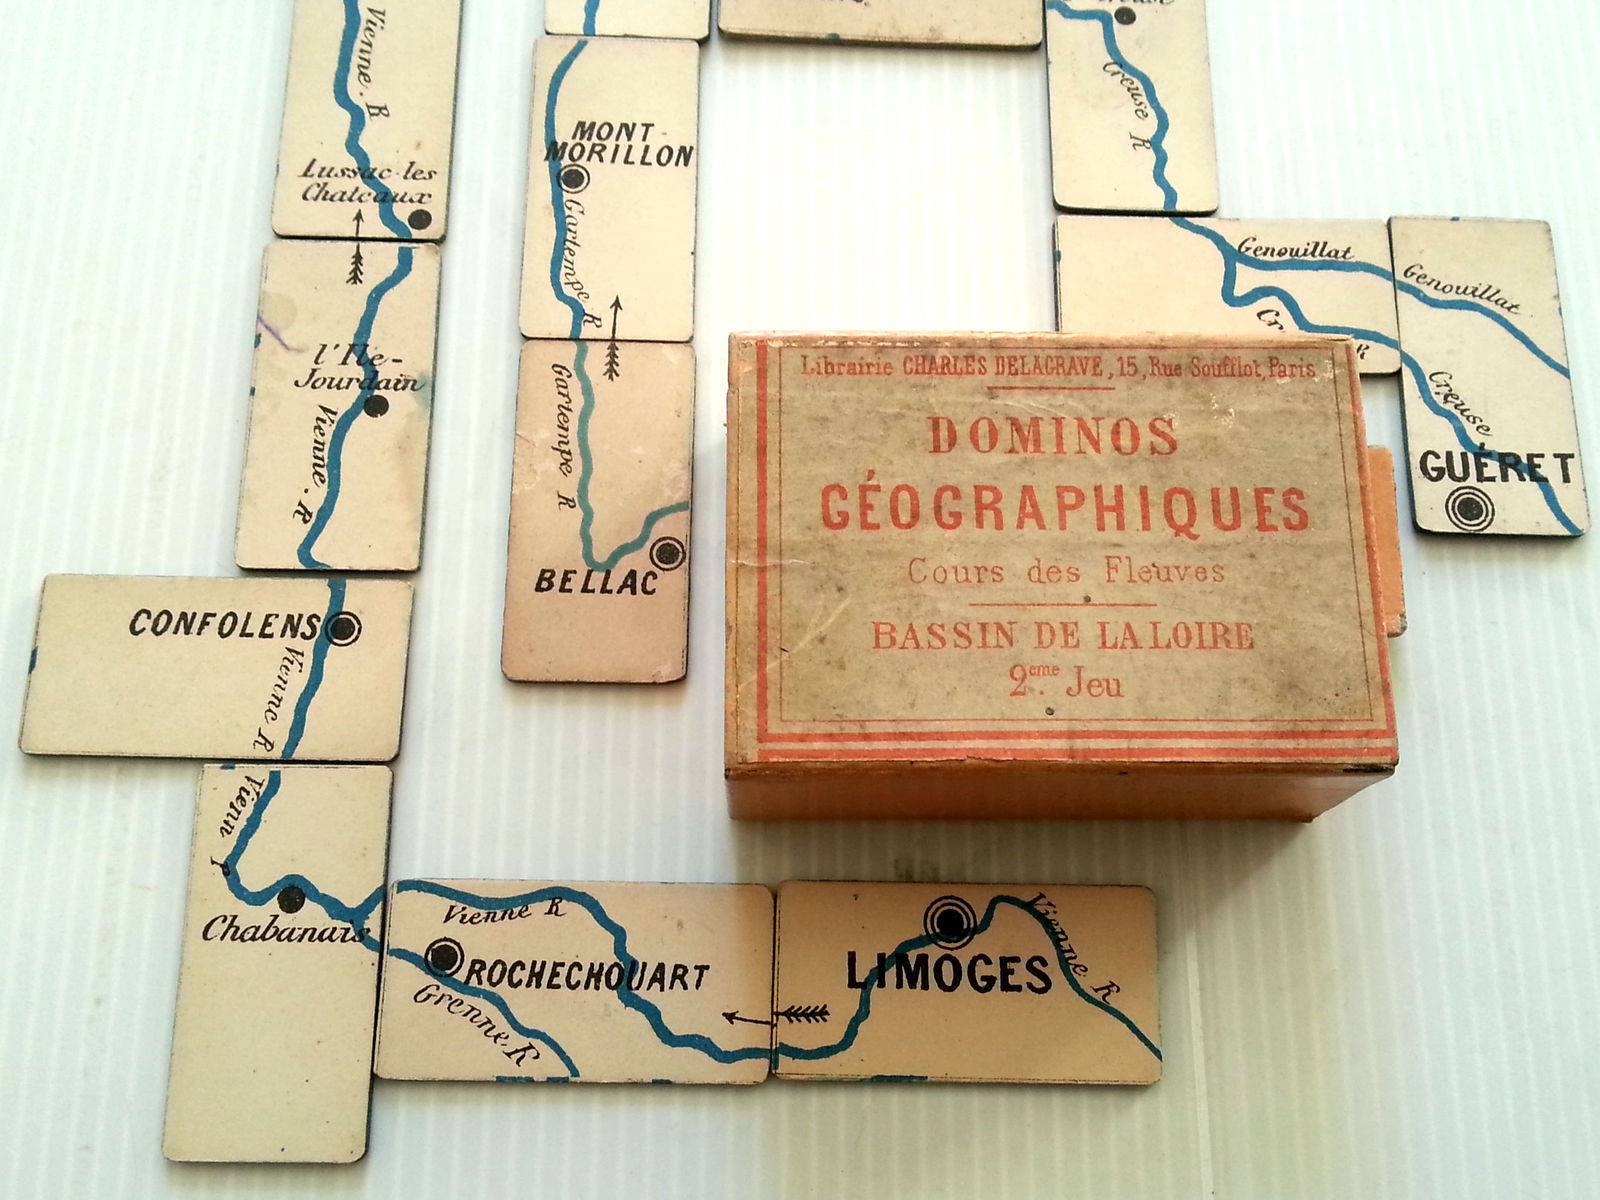 Vienne. R
Lussac-les
Chateaux
l'Ile-
Jourdain
Vienne. R
CONFOLENS
Vienne R
Vienn
Chabanais
MONT-
MORILLON
Gartempe R
Gartempe R
BELLAC
Creuse R
Genouillat
Cr
R
Genouillat
Creuse
GUÉRET
Librairie CHARLES DELAGRAVE, 15, Rue Soufflot, Paris
DOMINOS
GÉOGRAPHIQUES
Cours des Fleuves
BASSIN DE LA LOIRE
2eme Jeu
Vienne R
ROCHECHOUART
Grenne. R
LIMOGES
Vienne. R